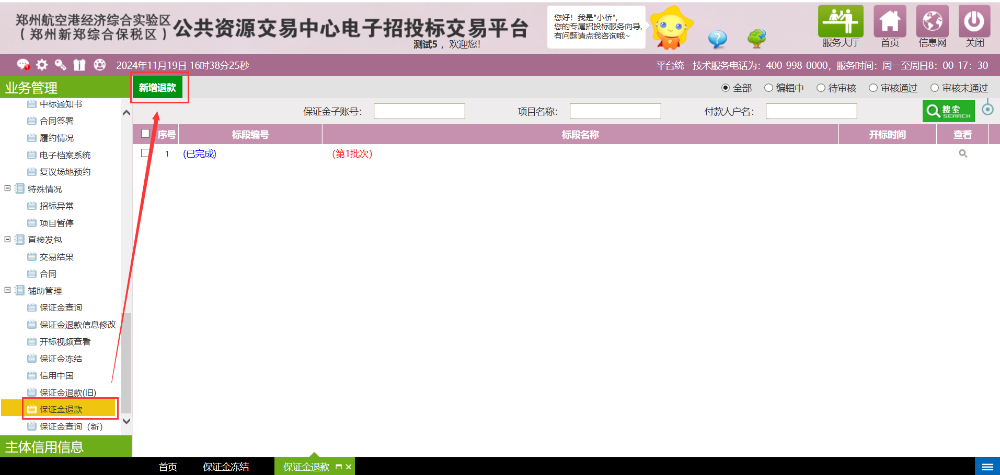 郑州航空港经济综合实验区
（郑州新郑综合保税区）
公共资源交易中心电子招投标交易平台
测试5 ，欢迎您！
您好！我是"小桥",
您的专属招投标服务向导,
有问题请点我咨询哦~
服务大厅
首页
信息网
关闭
2024年11月19日 16时38分25秒
平台统一技术服务电话为：400-998-0000，服务时间：周一至周日8：00-17：30
业务管理
新增退款
全部
编辑中
待审核
审核通过
审核未通过
保证金子账号：
项目名称：
付款人户名：
搜索
SEARCH
序号
标段编号
标段名称
开标时间
查看
1
(已完成)
(第1批次)
中标通知书
合同签署
履约情况
电子档案系统
复议场地预约
特殊情况
招标异常
项目暂停
直接发包
交易结果
合同
辅助管理
保证金查询
保证金退款信息修改
开标视频查看
保证金冻结
信用中国
保证金退款(旧)
保证金退款
保证金查询（新）
主体信用信息
首页
保证金冻结
保证金退款